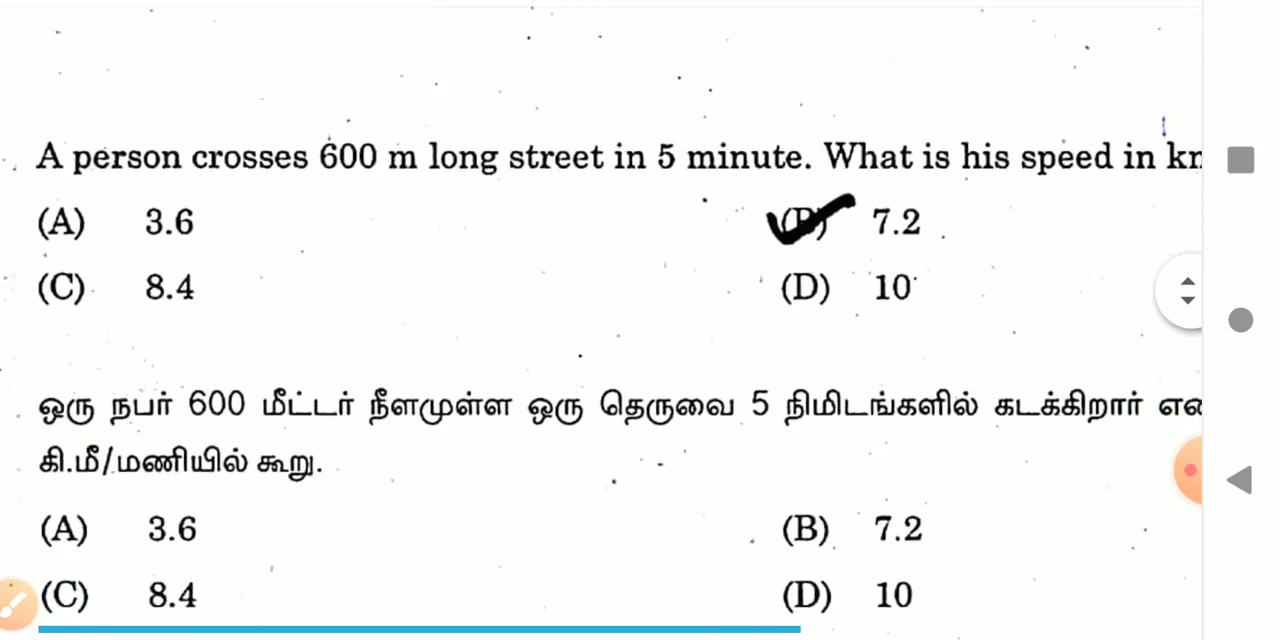 A person crosses 600 m long street in 5 minute. What is his speed in
(A) 3.6 (B) 7.2
(C) 8.4 (D) 10
ஒரு நபர் 600 மீட்டர் நீளமுள்ள ஒரு தெருவை 5 நிமிடங்களில் கடக்கிறார்
கி.மீ/மணியில் கூறு.
(A) 3.6 (B) 7.2
(C) 8.4 (D) 10